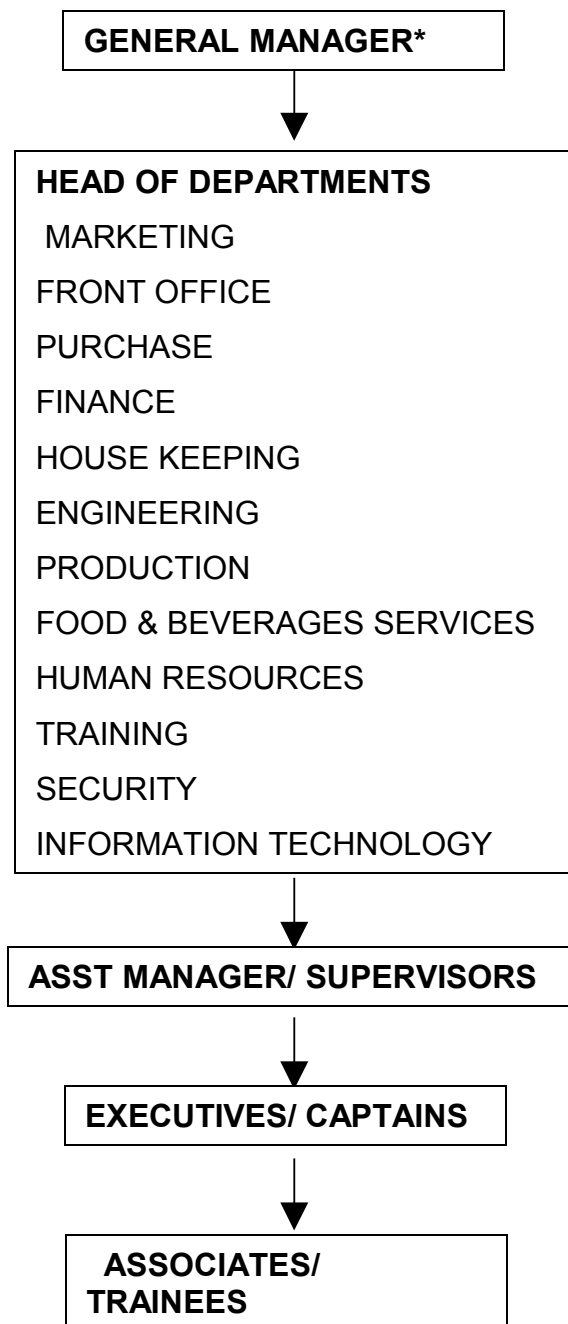 GENERAL MANAGER*
HEAD OF DEPARTMENTS
MARKETING
FRONT OFFICE
PURCHASE
FINANCE
HOUSE KEEPING
ENGINEERING
PRODUCTION
FOOD & BEVERAGES SERVICES
HUMAN RESOURCES
TRAINING
SECURITY
INFORMATION TECHNOLOGY
ASST MANAGER/ SUPERVISORS
EXECUTIVES/ CAPTAINS
ASSOCIATES/
TRAINEES